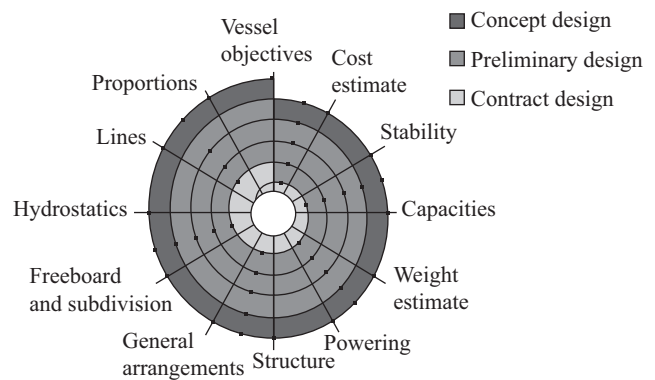 Vessel
objectives
Cost
estimate
Stability
Capacities
Weight
estimate
Powering
Structure
General
arrangements
Freeboard
and subdivision
Hydrostatics
Lines
Proportions
Concept design
Preliminary design
Contract design